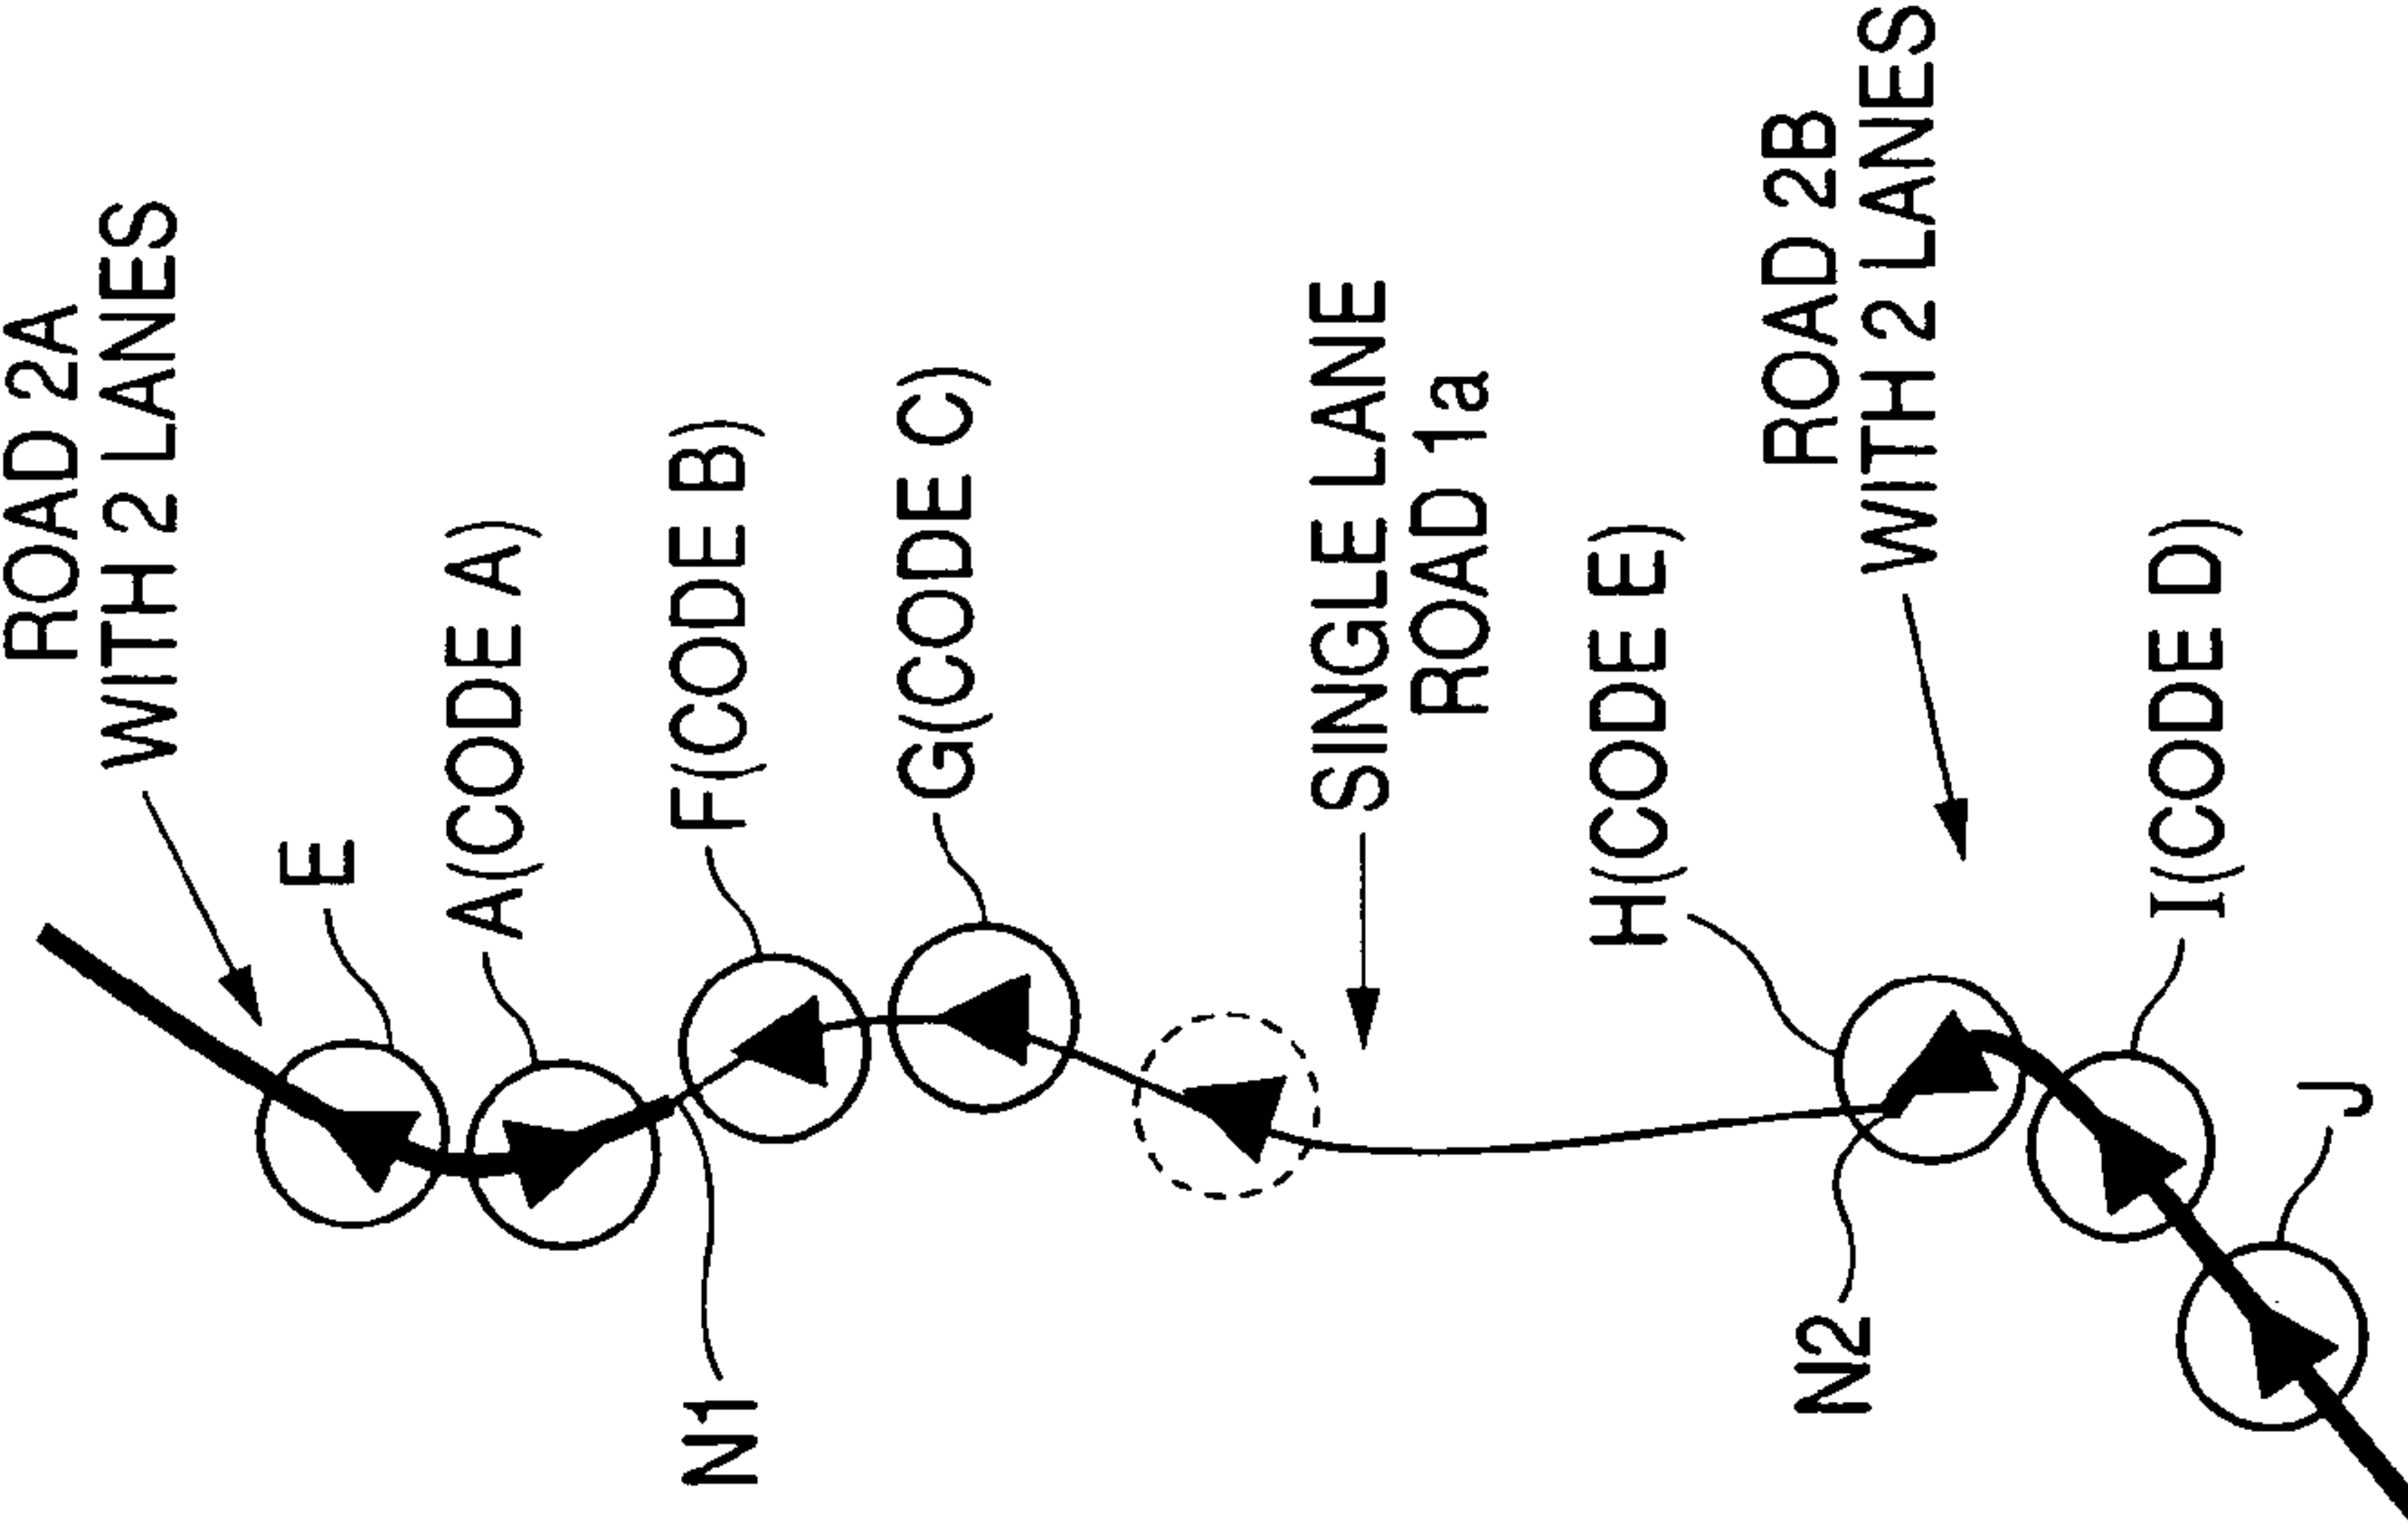 ROAD 2A
WITH 2 LANES
E
A(CODE A)
F(CODE B)
G(CODE C)
SINGLE LANE
ROAD 1a
H(CODE E)
ROAD 2B
WITH 2 LANES
I(CODE D)
J
N1
N2